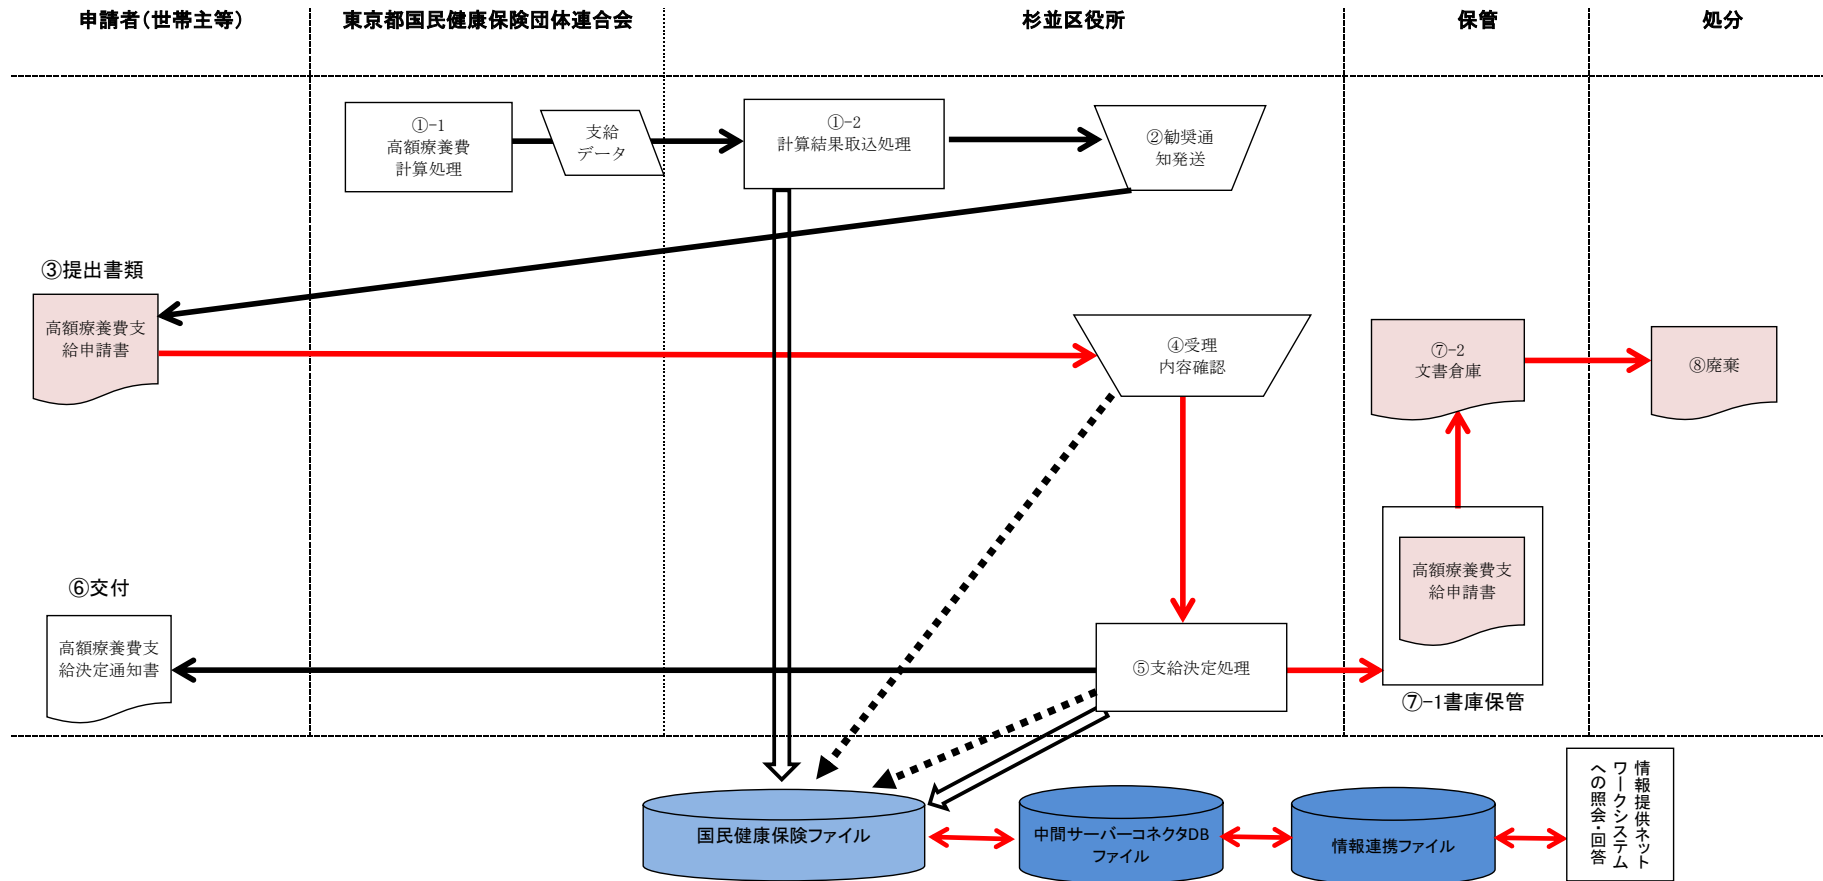 申請者（世帯主等）
東京都国民健康保険団体連合会
杉並区役所
保管
処分
①-1
高額療養費
計算処理
支給
データ
①-2
計算結果取込処理
②勧奨通
知発送
③提出書類
高額療養費支
給申請書
④受理
内容確認
⑦-2
文書倉庫
⑧廃棄
高額療養費支
給申請書
⑦-1書庫保管
⑥交付
高額療養費支
給決定通知書
⑤支給決定処理
国民健康保険ファイル
中間サーバーコネクタDB
ファイル
情報連携ファイル
情報提供ネット
ワークシステム
への照会・回答